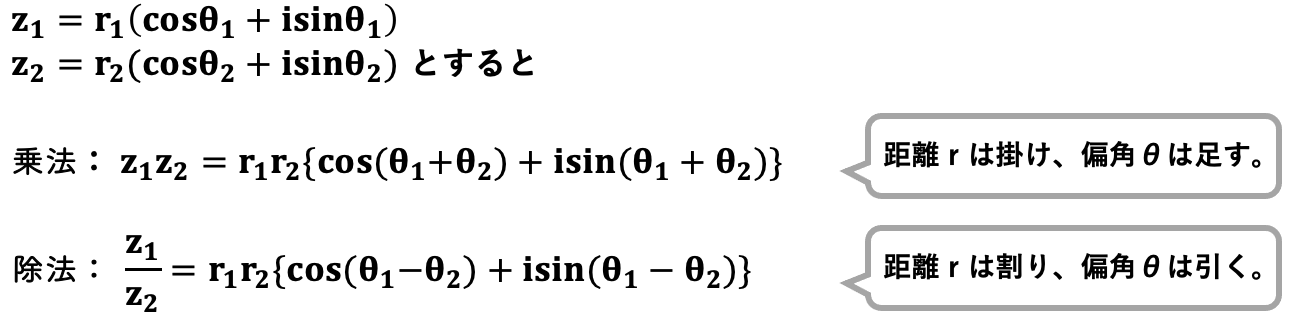 z₁ = r₁(cosθ₁ + isinθ₁)
z₂ = r₂(cosθ₂ + isinθ₂) とすると
乗法： z₁z₂ = r₁r₂{cos(θ₁+θ₂) + isin(θ₁ + θ₂)}
距離 r は掛け、偏角 θ は足す。
除法： z₁/z₂ = r₁r₂{cos(θ₁−θ₂) + isin(θ₁ − θ₂)}
距離 r は割り、偏角 θ は引く。